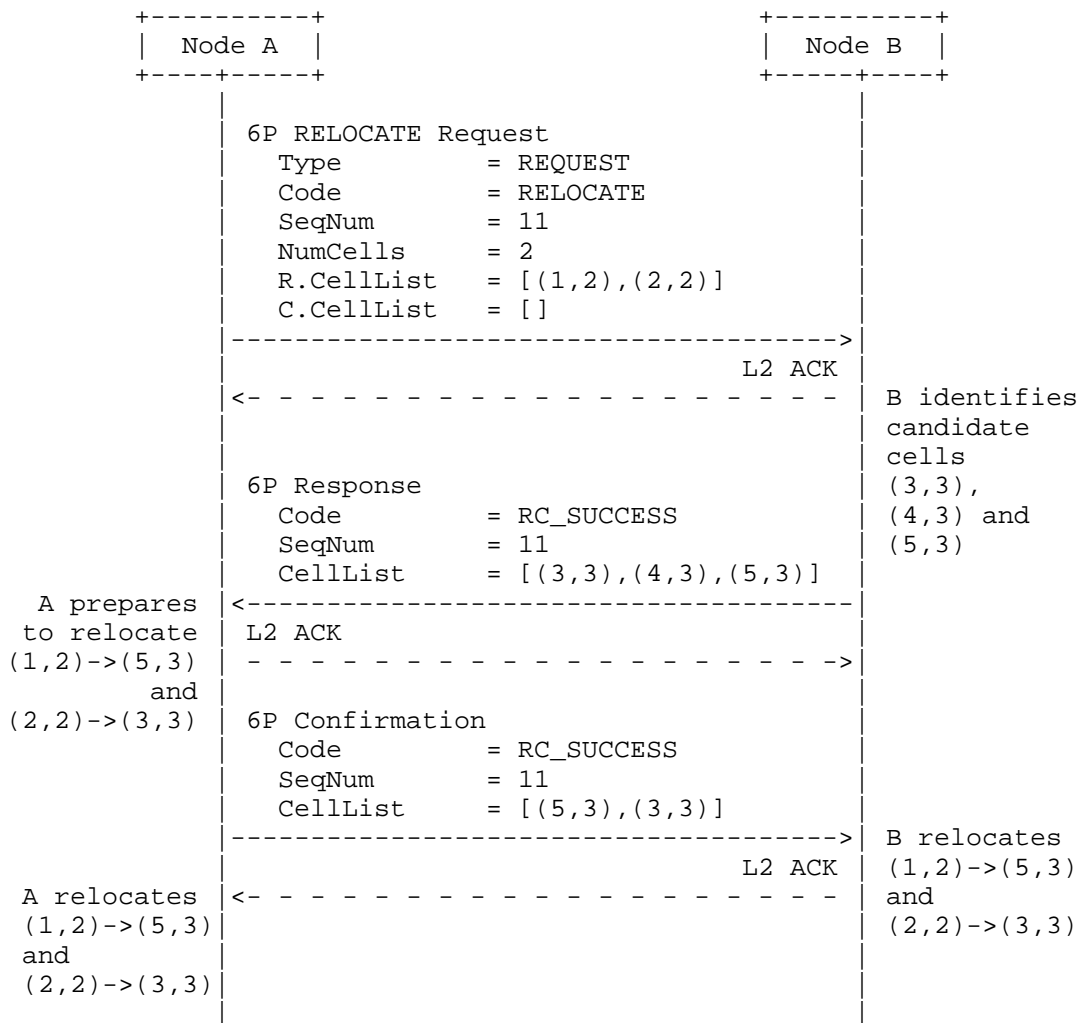 Node A Node B
6P RELOCATE Request
Type = REQUEST
Code = RELOCATE
SeqNum = 11
NumCells = 2
R.CellList = [(1,2),(2,2)]
C.CellList = []
L2 ACK
B identifies
candidate
cells
(3,3),
(4,3) and
(5,3)
6P Response
Code = RC_SUCCESS
SeqNum = 11
CellList = [(3,3),(4,3),(5,3)]
A prepares
to relocate
(1,2)->(5,3)
and
(2,2)->(3,3)
L2 ACK
6P Confirmation
Code = RC_SUCCESS
SeqNum = 11
CellList = [(5,3),(3,3)]
B relocates
(1,2)->(5,3)
and
(2,2)->(3,3)
L2 ACK
A relocates
(1,2)->(5,3)
and
(2,2)->(3,3)